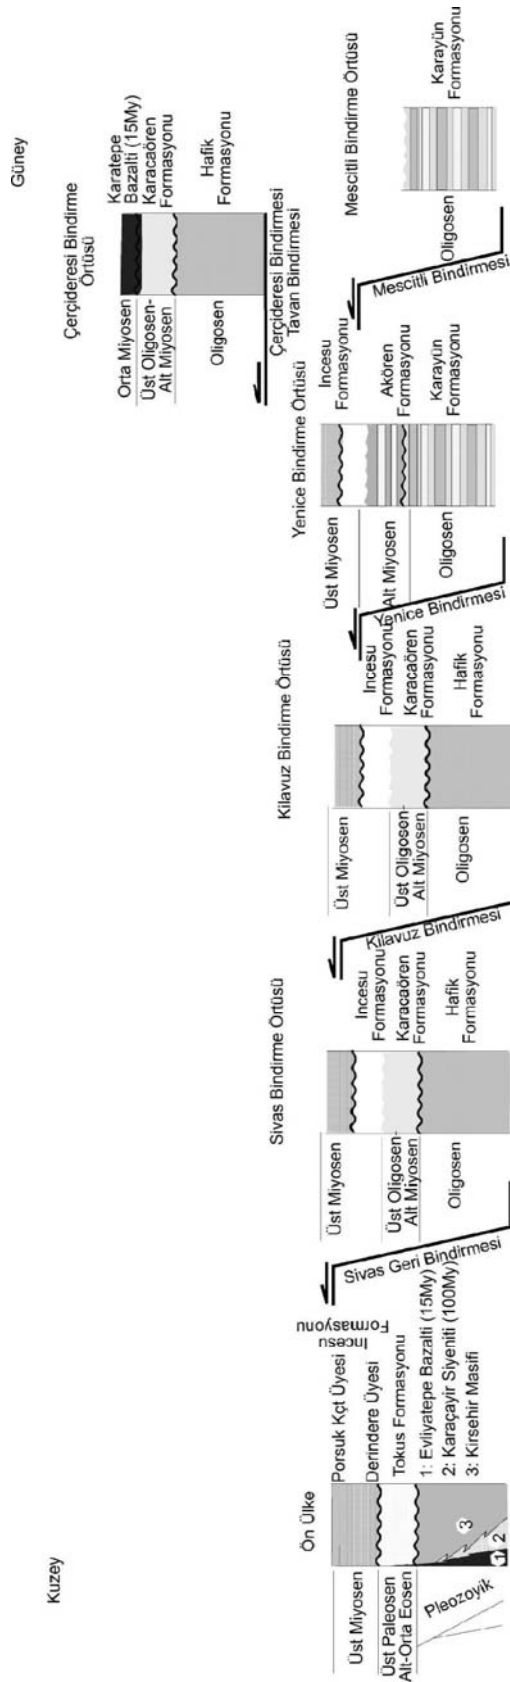 Kuzey
Güney
Ön Ülke
Üst Miyosen
Üst Paleosen
Alt-Orta Eosen
Pleozoyik
Porsuk Kçt Üyesi
Derindere Üyesi
Incesu
Formasyonu
Tokus Formasyonu
1: Evliyatepe Bazalti (15My)
2: Karaçayir Siyeniti (100My)
3: Kirsehir Masifi
1
2
3
Sivas Geri Bindirmesi
Sivas Bindirme Örtüsü
Üst Miyosen
Üst Oligosen-
Alt Miyosen
Oligosen
Incesu
Formasyonu
Karacaören
Formasyonu
Hafik
Formasyonu
Kilavuz Bindirmesi
Kilavuz Bindirme Örtüsü
Üst Miyosen
Üst Oligosen-
Alt Miyosen
Oligosen
Incesu
Formasyonu
Karacaören
Formasyonu
Hafik
Formasyonu
Yenice Bindirmesi
Yenice Bindirme Örtüsü
Üst Miyosen
Alt Miyosen
Oligosen
Incesu
Formasyonu
Akören
Formasyonu
Karayün
Formasyonu
Mescitli Bindirmesi
Mescitli Bindirme Örtüsü
Oligosen
Karayün
Formasyonu
Çerçideresi Bindirme
Örtüsü
Orta Miyosen
Üst Oligosen-
Alt Miyosen
Oligosen
Karatepe
Bazalti (15My)
Karacaören
Formasyonu
Hafik
Formasyonu
Çerçideresi Bindirmesi
Tavan Bindirmesi